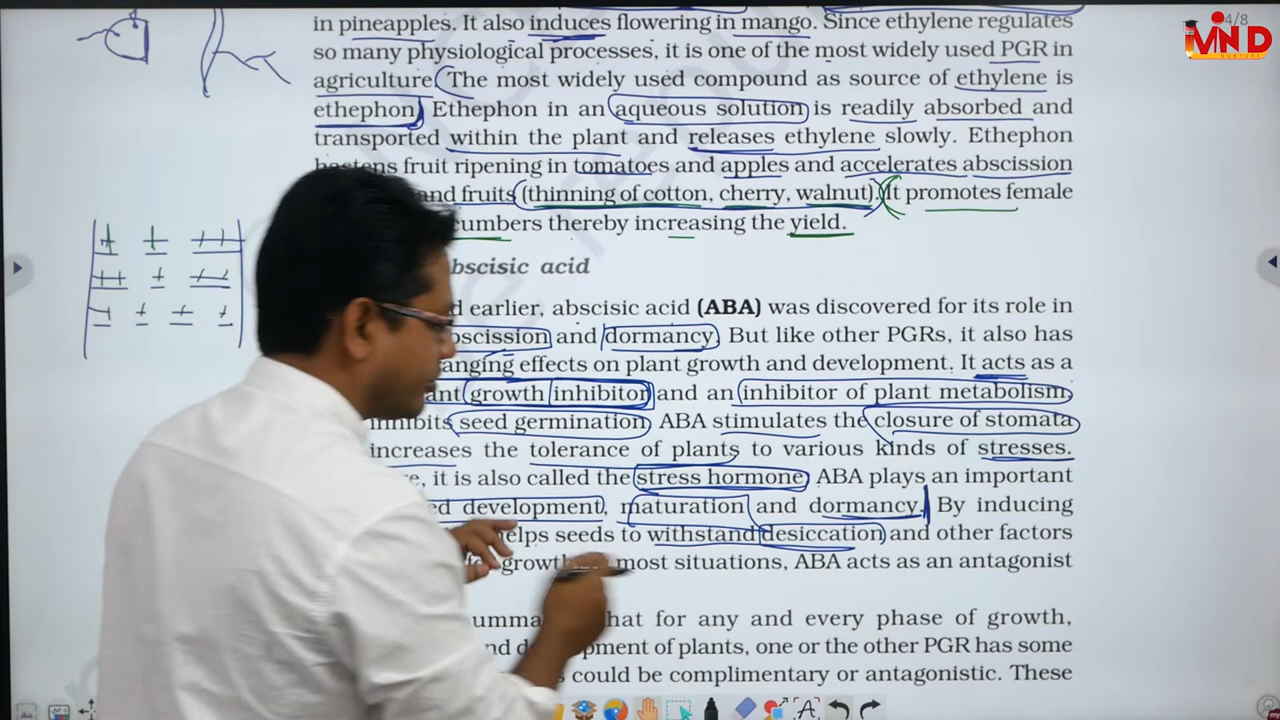 in pineapples. It also induces flowering in mango. Since ethylene regulates
so many physiological processes, it is one of the most widely used PGR in
agriculture. The most widely used compound as source of ethylene is
ethephon. Ethephon in an aqueous solution is readily absorbed and
transported within the plant and releases ethylene slowly. Ethephon
fruit ripening in tomatoes and apples and accelerates abscission
and fruits (thinning of cotton, cherry, walnut). It promotes female
cumbers thereby increasing the yield.
bscisic acid
d earlier, abscisic acid (ABA) was discovered for its role in
bscission and dormancy. But like other PGRs, it also has
anging effects on plant growth and development. It acts as a
ant growth inhibitor and an inhibitor of plant metabolism.
inhibits seed germination. ABA stimulates the closure of stomata
increases the tolerance of plants to various kinds of stresses.
e, it is also called the stress hormone. ABA plays an important
ed development, maturation and dormancy. By inducing
helps seeds to withstand desiccation and other factors
growth. most situations, ABA acts as an antagonist
umma hat for any and every phase of growth,
nd d pment of plants, one or the other PGR has some
could be complimentary or antagonistic. These
4/8
MIND
NURTURE